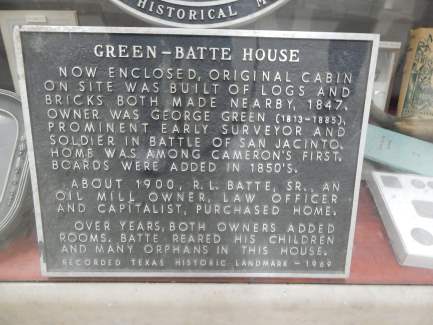 HISTORICAL
GREEN-BATTE HOUSE
NOW ENCLOSED, ORIGINAL CABIN
ON SITE WAS BUILT OF LOGS AND
BRICKS BOTH MADE NEARBY, 1847.
OWNER WAS GEORGE GREEN (1813-1885),
PROMINENT EARLY SURVEYOR AND
SOLDIER IN BATTLE OF SAN JACINTO.
HOME WAS AMONG CAMERON'S FIRST.
BOARDS WERE ADDED IN 1850'S.
ABOUT 1900, R.L. BATTE, SR., AN
OIL MILL OWNER, LAW OFFICER
AND CAPITALIST, PURCHASED HOME.
OVER YEARS, BOTH OWNERS ADDED
ROOMS. BATTE REARED HIS CHILDREN
AND MANY ORPHANS IN THIS HOUSE.
RECORDED TEXAS HISTORIC LANDMARK - 1969